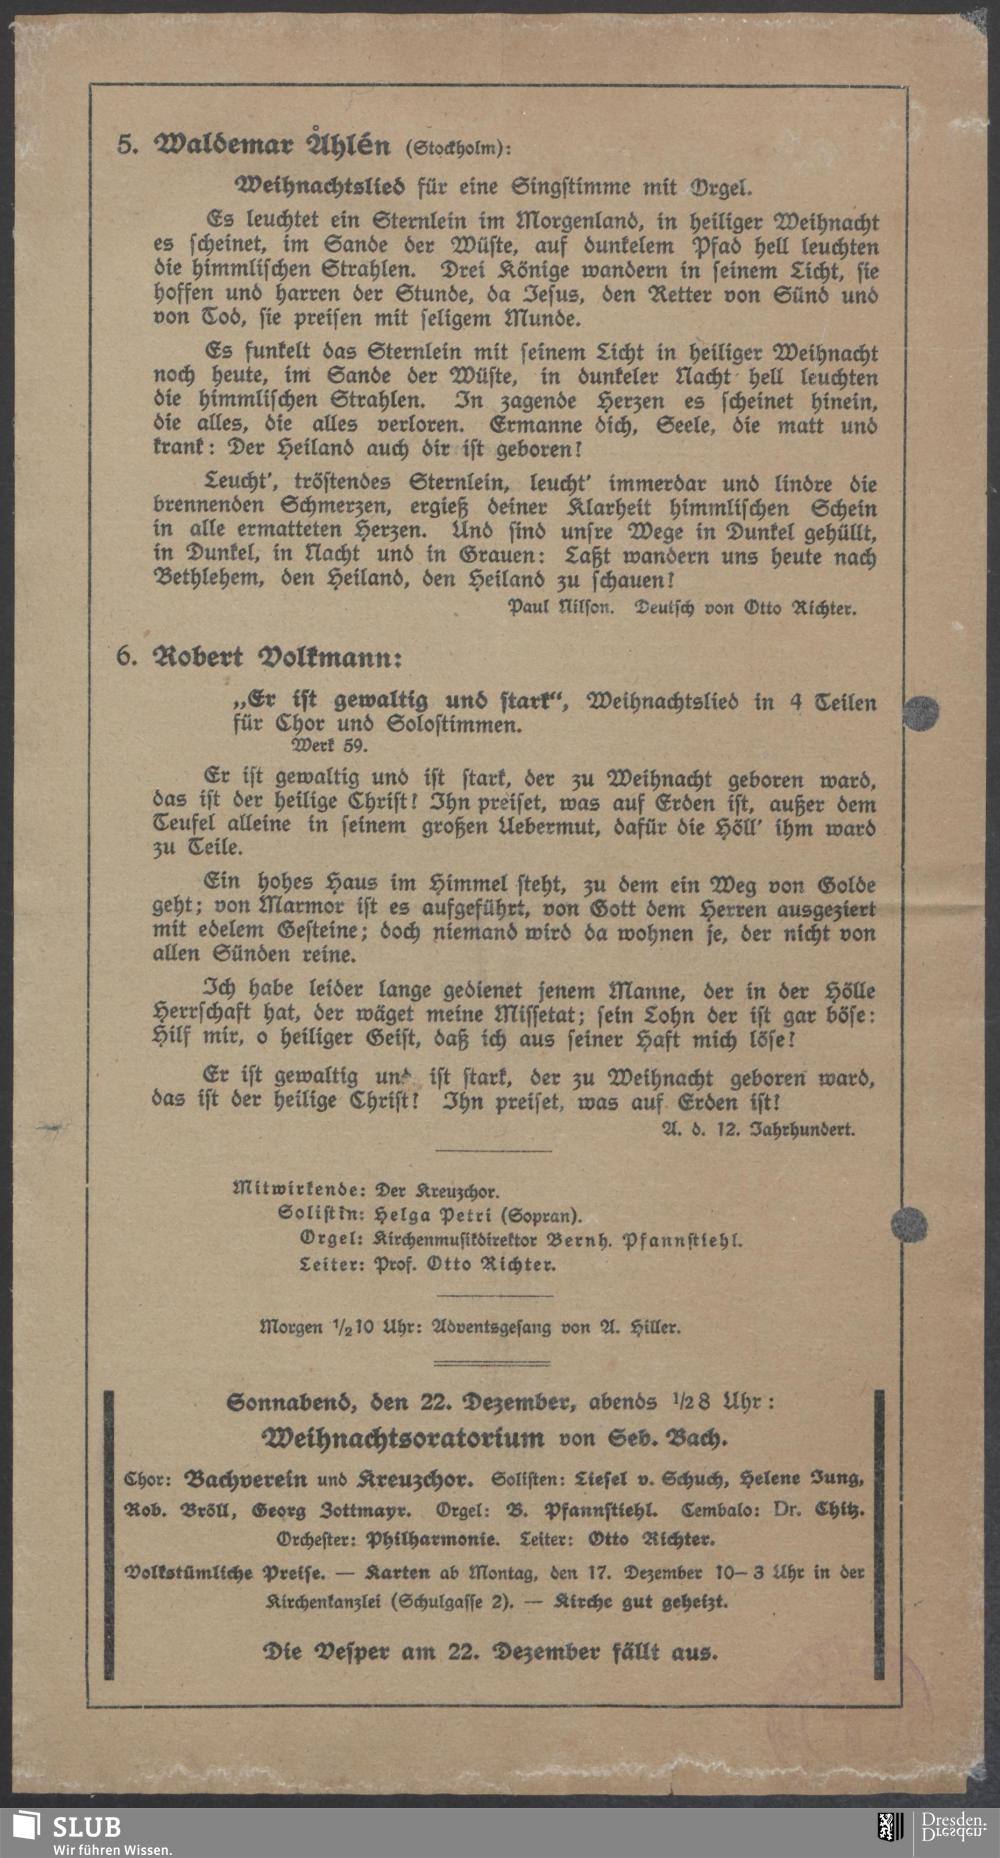 5. Waldemar Åhlén (Stockholm):
Weihnachtslied für eine Singstimme mit Orgel.
Es leuchtet ein Sternlein im Morgenland, in heiliger Weihnacht
es scheinet, im Sande der Wüste, auf dunkelem Pfad hell leuchten
die himmlischen Strahlen. Drei Könige wandern in seinem Licht, sie
hoffen und harren der Stunde, da Jesus, den Retter von Sünd und
von Tod, sie preisen mit seligem Munde.
Es funkelt das Sternlein mit seinem Licht in heiliger Weihnacht
noch heute, im Sande der Wüste, in dunkeler Nacht hell leuchten
die himmlischen Strahlen. In zagende Herzen es scheinet hinein,
die alles, die alles verloren. Ermanne dich, Seele, die matt und
krank: Der Heiland auch dir ist geboren!
Leucht', tröstendes Sternlein, leucht' immerdar und lindre die
brennenden Schmerzen, ergieß deiner Klarheit himmlischen Schein
in alle ermatteten Herzen. Und sind unsre Wege in Dunkel gehüllt,
in Dunkel, in Nacht und in Grauen: Laßt wandern uns heute nach
Bethlehem, den Heiland, den Heiland zu schauen!
Paul Nilson. Deutsch von Otto Richter.
6. Robert Volkmann:
„Er ist gewaltig und stark“, Weihnachtslied in 4 Teilen
für Chor und Solostimmen.
Werk 59.
Er ist gewaltig und ist stark, der zu Weihnacht geboren ward,
das ist der heilige Christ! Ihn preiset, was auf Erden ist, außer dem
Teufel alleine in seinem großen Uebermut, dafür die Höll' ihm ward
zu Teile.
Ein hohes Haus im Himmel steht, zu dem ein Weg von Golde
geht; von Marmor ist es aufgeführt, von Gott dem Herren ausgeziert
mit edelem Gesteine; doch niemand wird da wohnen je, der nicht von
allen Sünden reine.
Ich habe leider lange gedienet jenem Manne, der in der Hölle
Herrschaft hat, der wäget meine Missetat; sein Lohn der ist gar böse:
Hilf mir, o heiliger Geist, daß ich aus seiner Haft mich löse!
Er ist gewaltig und ist stark, der zu Weihnacht geboren ward,
das ist der heilige Christ! Ihn preiset, was auf Erden ist!
A. d. 12. Jahrhundert.
Mitwirkende: Der Kreuzchor.
Solistin: Helga Petri (Sopran).
Orgel: Kirchenmusikdirektor Bernh. Pfannstiehl.
Leiter: Prof. Otto Richter.
Morgen 1/2 10 Uhr: Adventsgesang von A. Hiller.
Sonnabend, den 22. Dezember, abends 1/2 8 Uhr:
Weihnachtsoratorium von Seb. Bach.
Chor: Bachverein und Kreuzchor. Solisten: Liesel v. Schuch, Helene Jung,
Rob. Bröll, Georg Zottmayr. Orgel: B. Pfannstiehl. Cembalo: Dr. Chitz.
Orchester: Philharmonie. Leiter: Otto Richter.
Volkstümliche Preise. — Karten ab Montag, den 17. Dezember 10–3 Uhr in der
Kirchenkanzlei (Schulgasse 2). — Kirche gut geheizt.
Die Vesper am 22. Dezember fällt aus.
SLUB
Wir führen Wissen.
Dresden.
Dresden.